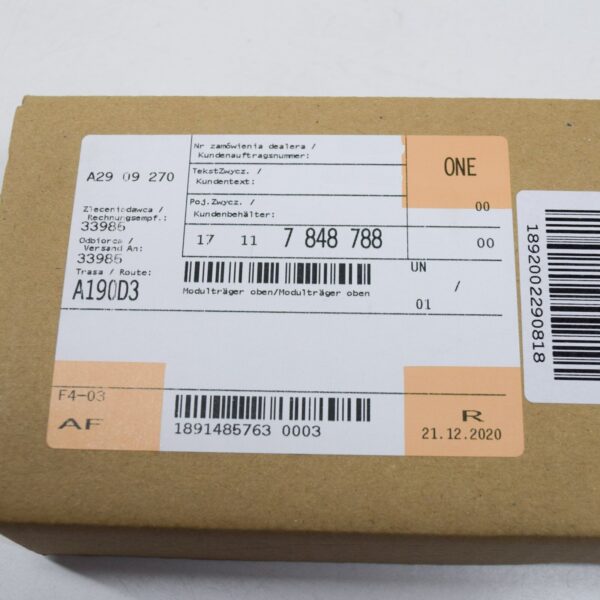 Nr zamówienia dealera /
Kundenauftragsnummer:
ONE
A29 09 270
TekstZwycz. /
Kundentext:
Poj.Zwycz. /
Kundenbehälter:
00
Zleceniodawca /
Rechnungsempf.:
33985
Odbiorca /
Versand An:
33985
17 11 7 848 788
00
Trasa / Route:
A190D3
Modulträger oben/Modulträger oben
UN
/
01
F4-03
AF
1891485763 0003
R
21.12.2020
1892002290818